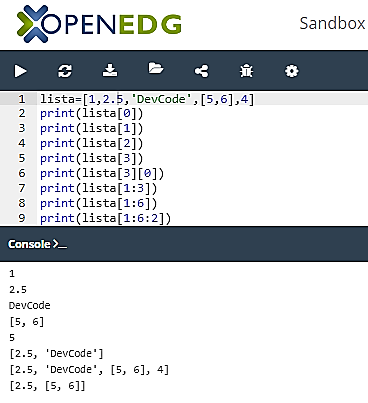 OPENEDG
Sandbox
1 lista=[1,2.5,'DevCode',[5,6],4]
2 print(lista[0])
3 print(lista[1])
4 print(lista[2])
5 print(lista[3])
6 print(lista[3][0])
7 print(lista[1:3])
8 print(lista[1:6])
9 print(lista[1:6:2])
Console >_
1
2.5
DevCode
[5, 6]
5
[2.5, 'DevCode']
[2.5, 'DevCode', [5, 6], 4]
[2.5, [5, 6]]